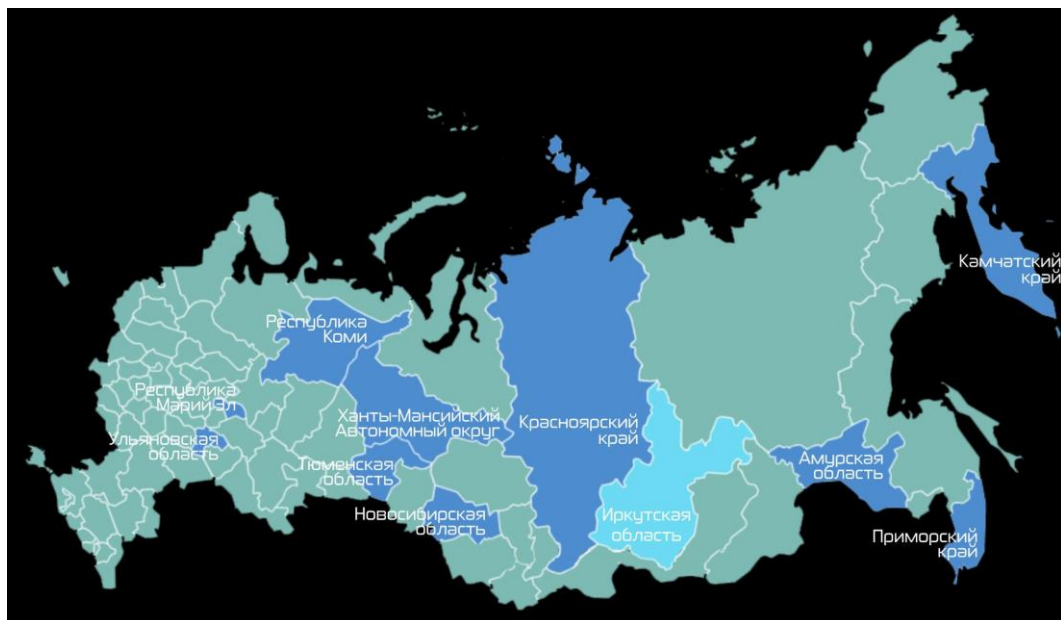 Камчатский
край
Республика
Коми
Республика
Марий Эл
Ханты-Мансийский
Автономный округ
Красноярский
край
Ульяновская
область
Тюменская
область
Амурская
область
Новосибирская
область
Иркутская
область
Приморский
край